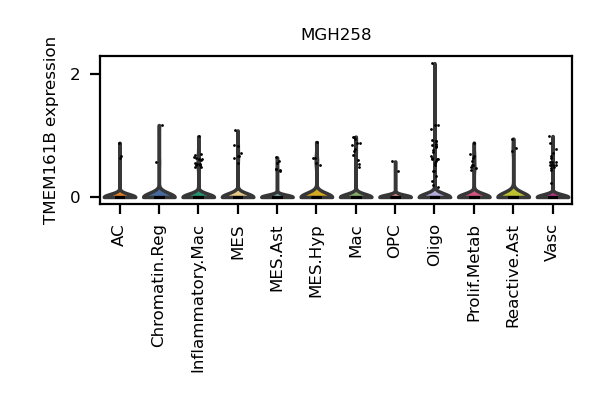 MGH258
TMEM161B expression
2
0
AC
Chromatin.Reg
Inflammatory.Mac
MES
MES.Ast
MES.Hyp
Mac
OPC
Oligo
Prolif.Metab
Reactive.Ast
Vasc